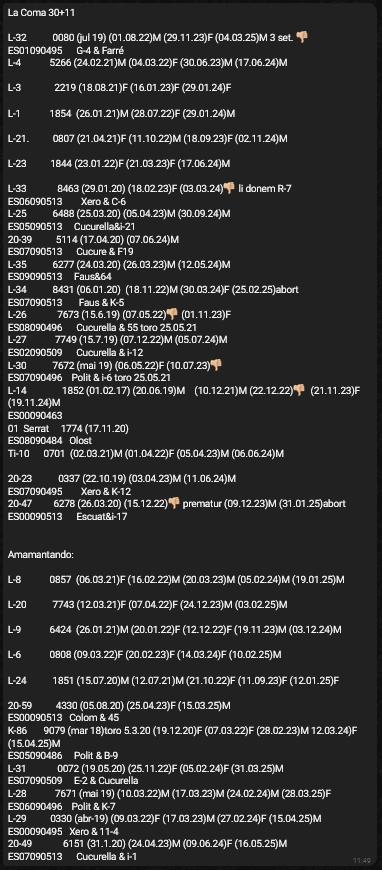 La Coma 30+11
L-32 0080 (jul 19) (01.08.22)M (29.11.23)F (04.03.25)M 3 set. 👎🏼
ES01090495 G-4 & Farré
L-4 5266 (24.02.21)M (04.03.22)F (30.06.23)M (17.06.24)M
L-3 2219 (18.08.21)F (16.01.23)F (29.01.24)F
L-1 1854 (26.01.21)M (28.07.22)F (29.01.24)M
L-21. 0807 (21.04.21)F (11.10.22)M (18.09.23)F (02.11.24)M
L-23 1844 (23.01.22)F (21.03.23)F (17.06.24)M
L-33 8463 (29.01.20) (18.02.23)F (03.03.24)👎🏼 li donem R-7
ES06090513 Xero & C-6
L-25 6488 (25.03.20) (05.04.23)M (30.09.24)M
ES05090513 Cucurella&i-21
20-39 5114 (17.04.20) (07.06.24)M
ES07090513 Cucure & F19
L-35 6277 (24.03.20) (26.03.23)M (12.05.24)M
ES09090513 Faus&64
L-34 8431 (06.01.20) (18.11.22)M (30.03.24)F (25.02.25)abort
ES07090513 Faus & K-5
L-26 7673 (15.6.19) (07.05.22)👎🏼 (01.11.23)F
ES08090496 Cucurella & 55 toro 25.05.21
L-27 7749 (15.7.19) (07.12.22)M (05.07.24)M
ES02090509 Cucurella & i-12
L-30 7672 (mai 19) (06.05.22)F (10.07.23)👎🏼
ES07090496 Polit & i-6 toro 25.05.21
L-14 1852 (01.02.17) (20.06.19)M (10.12.21)M (22.12.22)👎🏼 (21.11.23)F
(19.11.24)M
ES00090463
01 Serrat 1774 (17.11.20)
ES08090484 Olost
Ti-10 0701 (02.03.21)M (01.04.22)F (05.04.23)M (06.06.24)M
20-23 0337 (22.10.19) (03.04.23)M (11.06.24)M
ES07090495 Xero & K-12
20-47 6278 (26.03.20) (15.12.22)👎🏼 prematur (09.12.23)M (31.01.25)abort
ES00090513 Escuat&i-17
Amamantando:
L-8 0857 (06.03.21)F (16.02.22)M (20.03.23)M (05.02.24)M (19.01.25)M
L-20 7743 (12.03.21)F (07.04.22)F (24.12.23)M (03.02.25)M
L-9 6424 (26.01.21)M (20.01.22)F (12.12.22)F (19.11.23)M (03.12.24)M
L-6 0808 (09.03.22)F (20.02.23)F (14.03.24)F (10.02.25)M
L-24 1851 (15.07.20)M (12.07.21)M (21.10.22)F (11.09.23)F (12.01.25)F
20-59 4330 (05.08.20) (25.04.23)F (15.03.25)M
ES00090513 Colom & 45
K-86 9079 (mar 18)toro 5.3.20 (19.12.20)F (07.03.22)F (28.02.23)M 12.03.24)F
(15.04.25)M
ES05090486 Polit & B-9
L-31 0072 (19.05.20) (25.11.22)F (05.02.24)F (31.03.25)M
ES07090509 E-2 & Cucurella
L-28 7671 (mai 19) (10.03.22)M (17.03.23)M (24.02.24)M (28.03.25)F
ES06090496 Polit & K-7
L-29 0330 (abr-19) (09.03.22)F (17.03.23)M (27.02.24)F (15.04.25)M
ES00090495 Xero & 11-4
20-49 6151 (31.1.20) (24.04.23)M (09.06.24)F (16.05.25)M
ES07090513 Cucurella & i-1
11:49